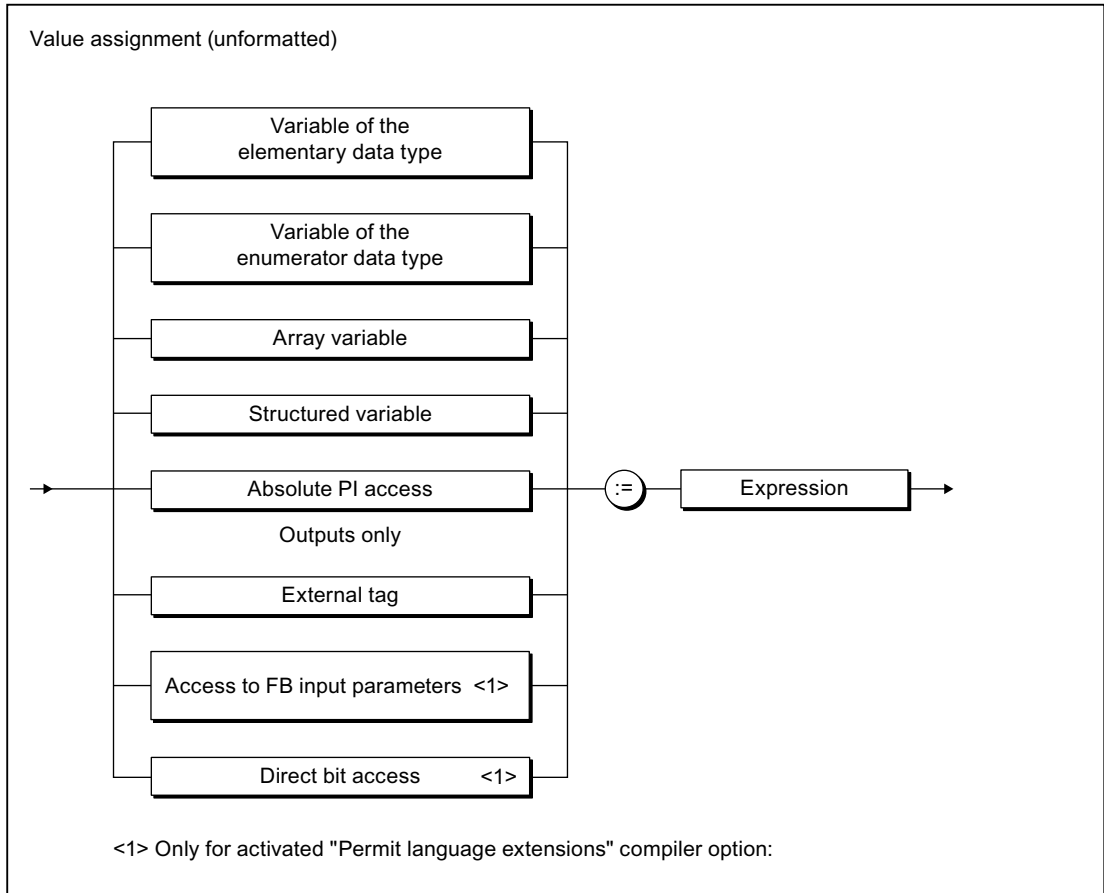 Value assignment (unformatted)
Variable of the
elementary data type
Variable of the
enumerator data type
Array variable
Structured variable
Absolute PI access
:=
Expression
Outputs only
External tag
Access to FB input parameters <1>
Direct bit access <1>
<1> Only for activated "Permit language extensions" compiler option: